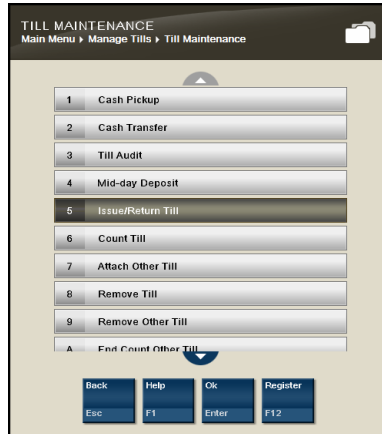 TILL MAINTENANCE
Main Menu ▸ Manage Tills ▸ Till Maintenance
1 Cash Pickup
2 Cash Transfer
3 Till Audit
4 Mid-day Deposit
5 Issue/Return Till
6 Count Till
7 Attach Other Till
8 Remove Till
9 Remove Other Till
A End Count Other Till
Back Help Ok Register
Esc F1 Enter F12